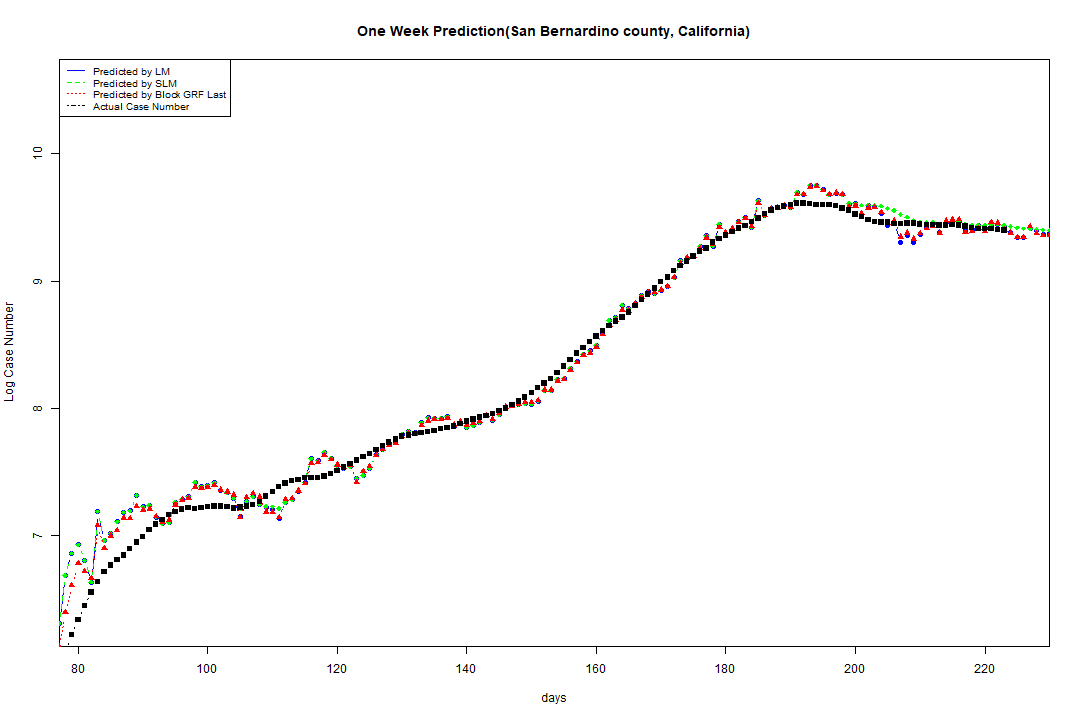 One Week Prediction(San Bernardino county, California)
Predicted by LM
Predicted by SLM
Predicted by Block GRF Last
Actual Case Number
10
9
8
7
Log Case Number
80 100 120 140 160 180 200 220
days